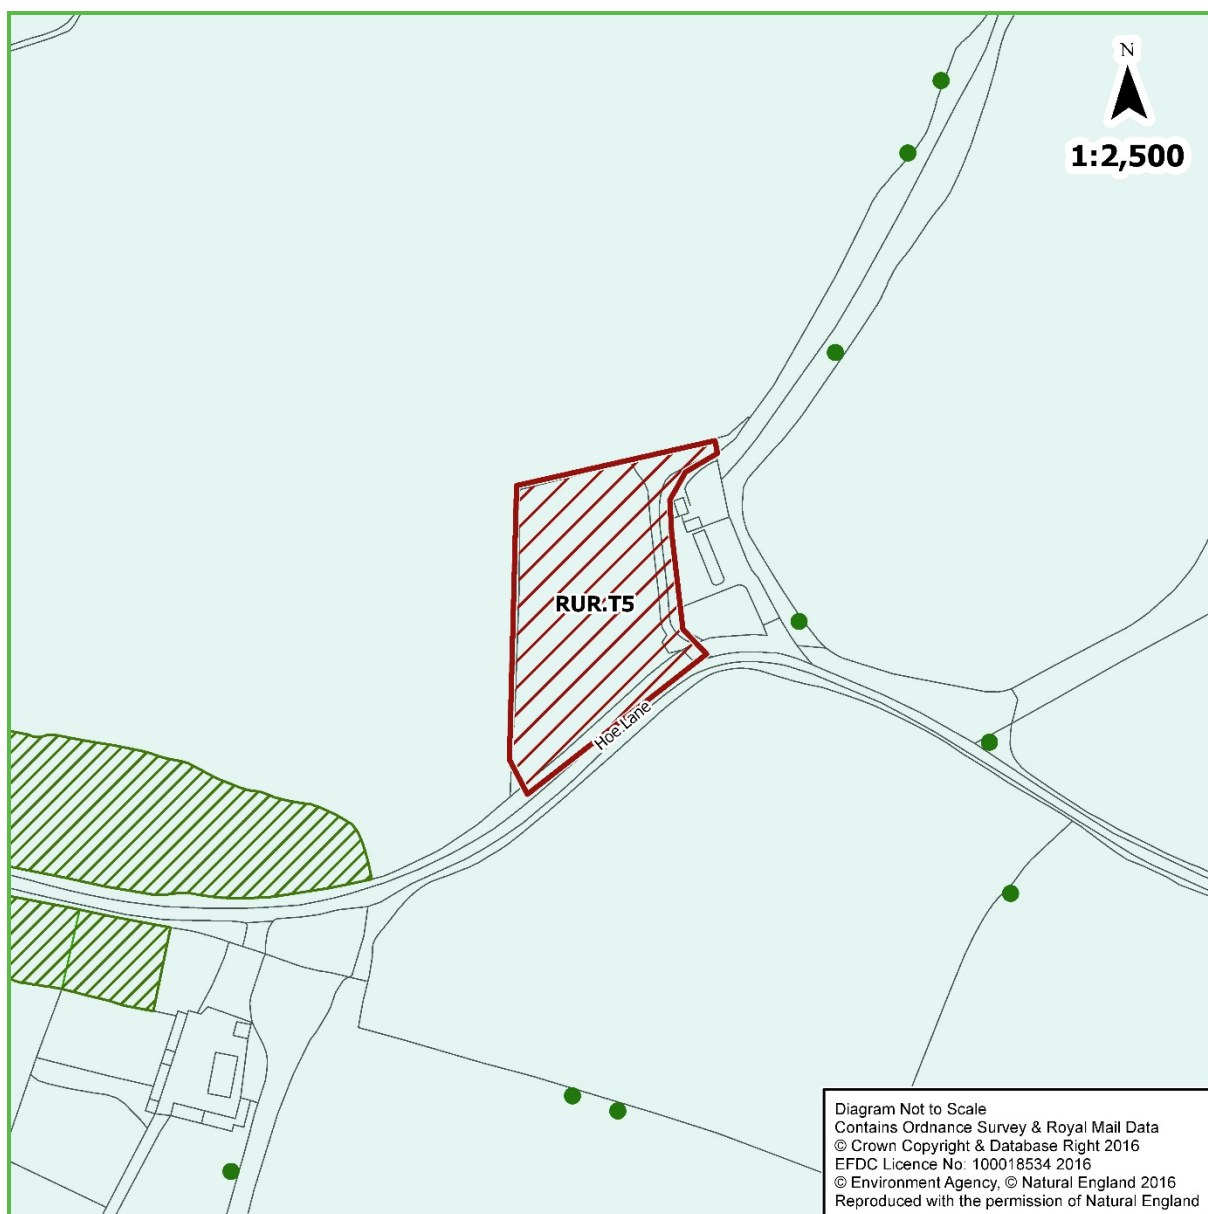 N
1:2,500
RUR.T5
Hoe Lane
Diagram Not to Scale
Contains Ordnance Survey & Royal Mail Data
© Crown Copyright & Database Right 2016
EFDC Licence No: 100018534 2016
© Environment Agency, © Natural England 2016
Reproduced with the permission of Natural England